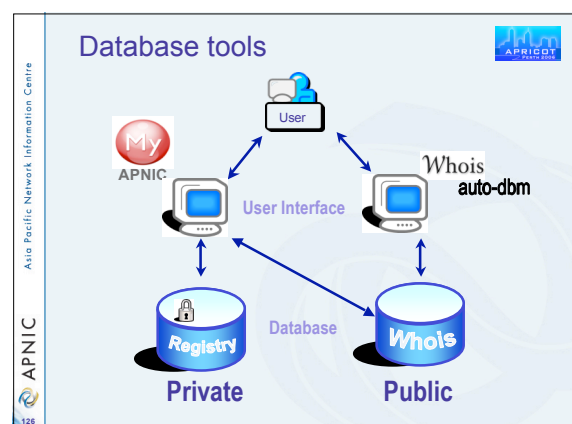 Database tools
APRICOT
PERTH 2006
User
My
APNIC
Whois
auto-dbm
User Interface
Database
Registry
Whois
Private
Public
Asia Pacific Network Information Centre
APNIC
126